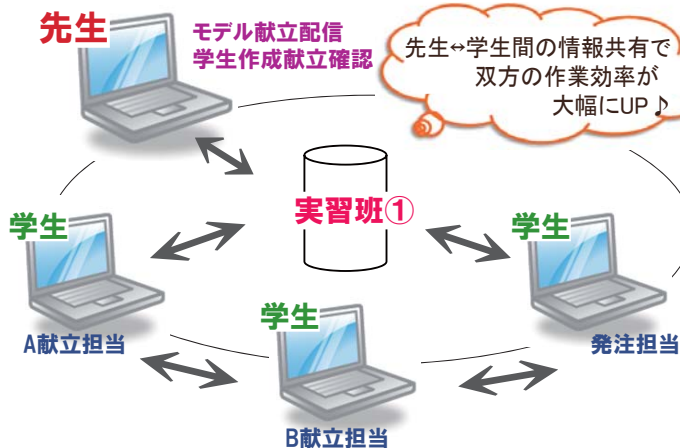 先生
モデル献立配信
学生作成献立確認
先生↔学生間の情報共有で
双方の作業効率が
大幅にUP♪
実習班①
学生
A献立担当
学生
B献立担当
学生
発注担当